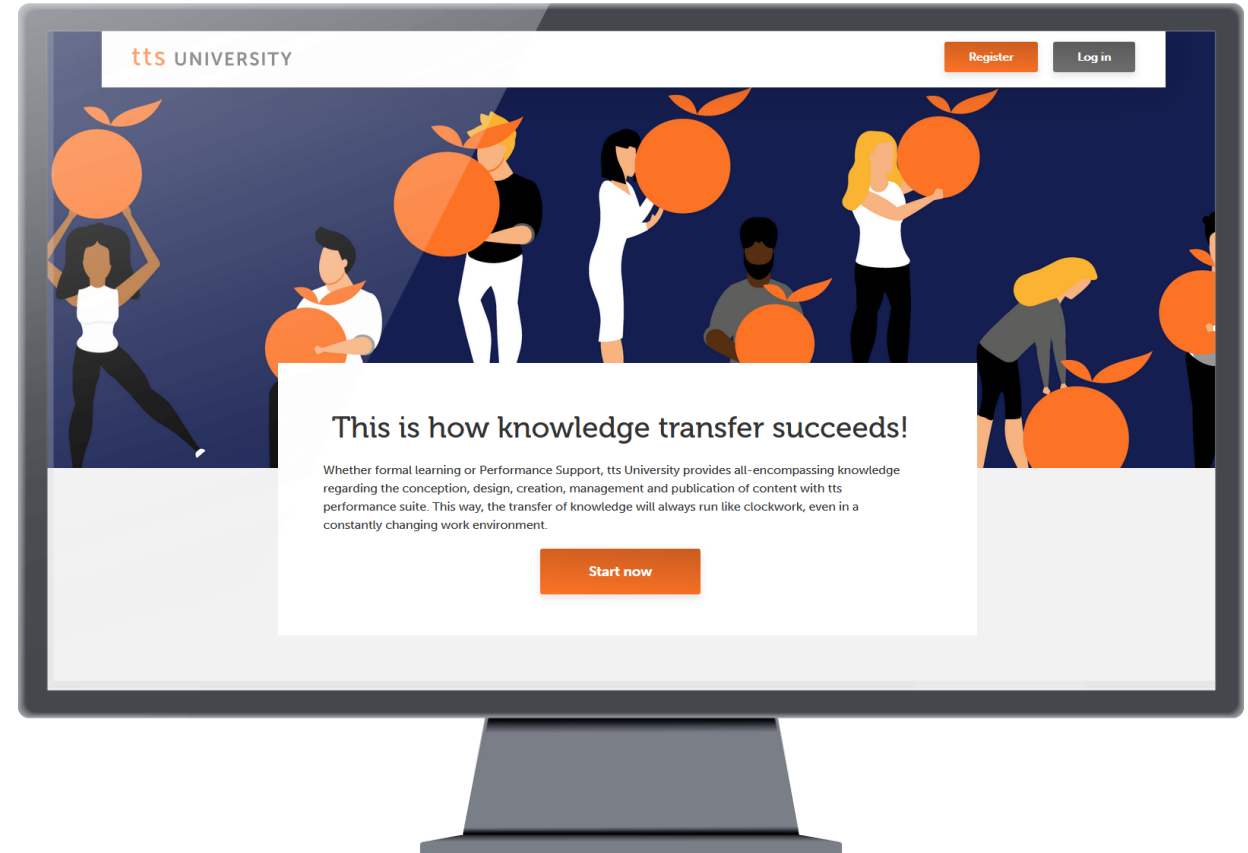 tts UNIVERSITY
Register
Log in
This is how knowledge transfer succeeds!
Whether formal learning or Performance Support, tts University provides all-encompassing knowledge
regarding the conception, design, creation, management and publication of content with tts
performance suite. This way, the transfer of knowledge will always run like clockwork, even in a
constantly changing work environment.
Start now